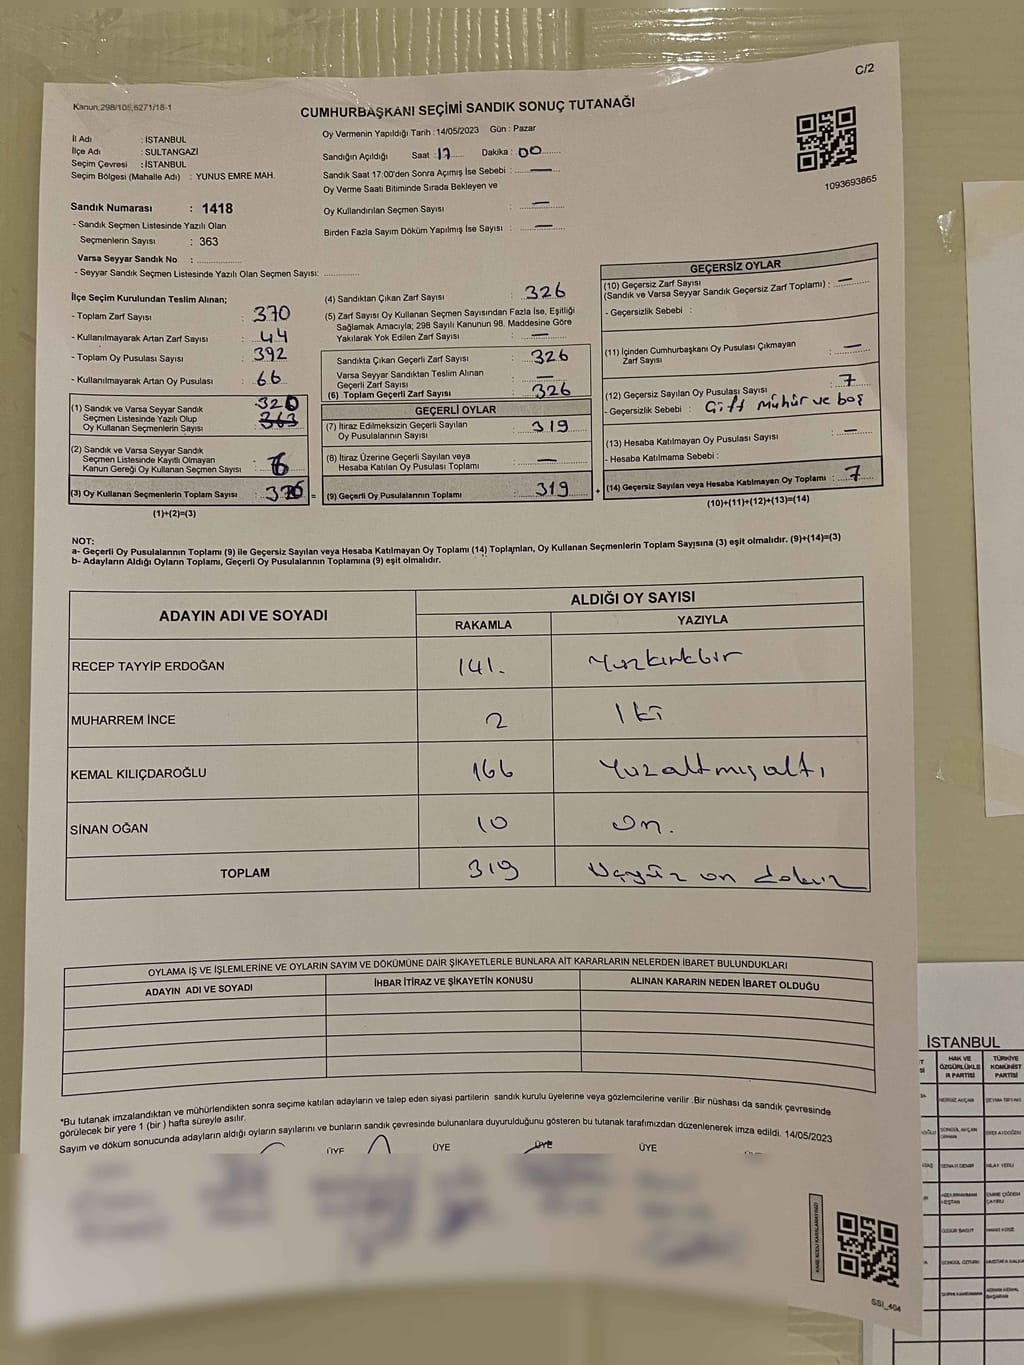 C/2
Kanun,298/105,6271/18-1
CUMHURBAŞKANI SEÇİMİ SANDIK SONUÇ TUTANAĞI
İl Adı : İSTANBUL
İlçe Adı : SULTANGAZİ
Seçim Çevresi : İSTANBUL
Seçim Bölgesi (Mahalle Adı) : YUNUS EMRE MAH.
Sandık Numarası : 1418
- Sandık Seçmen Listesinde Yazılı Olan
Seçmenlerin Sayısı : 363
Varsa Seyyar Sandık No :
- Seyyar Sandık Seçmen Listesinde Yazılı Olan Seçmen Sayısı:
Oy Vermenin Yapıldığı Tarih :14/05/2023 Gün : Pazar
Sandığın Açıldığı Saat : 17 Dakika : 00
Sandık Saat 17:00'den Sonra Açımış İse Sebebi : —
Oy Verme Saati Bitiminde Sırada Bekleyen ve
Oy Kullandırılan Seçmen Sayısı : —
Birden Fazla Sayım Döküm Yapılmış İse Sayısı : —
1093693865
İlçe Seçim Kurulundan Teslim Alınan;
- Toplam Zarf Sayısı : 370
- Kullanılmayarak Artan Zarf Sayısı : 44
- Toplam Oy Pusulası Sayısı : 392
- Kullanılmayarak Artan Oy Pusulası : 66
(1) Sandık ve Varsa Seyyar Sandık
Seçmen Listesinde Yazılı Olup
Oy Kullanan Seçmenlerin Sayısı : 320 363
(2) Sandık ve Varsa Seyyar Sandık
Seçmen Listesinde Kayıtlı Olmayan
Kanun Gereği Oy Kullanan Seçmen Sayısı : 6
(3) Oy Kullanan Seçmenlerin Toplam Sayısı :
(1)+(2)=(3)
(4) Sandıktan Çıkan Zarf Sayısı : 326
(5) Zarf Sayısı Oy Kullanan Seçmen Sayısından Fazla İse, Eşitliği
Sağlamak Amacıyla; 298 Sayılı Kanunun 98. Maddesine Göre
Yakılarak Yok Edilen Zarf Sayısı : —
Sandıkta Çıkan Geçerli Zarf Sayısı : 326
Varsa Seyyar Sandıktan Teslim Alınan
Geçerli Zarf Sayısı : —
(6) Toplam Geçerli Zarf Sayısı : 326
GEÇERLİ OYLAR
(7) İtiraz Edilmeksizin Geçerli Sayılan
Oy Pusulalarının Sayısı : 319
(8) İtiraz Üzerine Geçerli Sayılan veya
Hesaba Katılan Oy Pusulası Toplamı : —
= (9) Geçerli Oy Pusulalarının Toplamı : 319
GEÇERSİZ OYLAR
(10) Geçersiz Zarf Sayısı
(Sandık ve Varsa Seyyar Sandık Geçersiz Zarf Toplamı) : —
- Geçersizlik Sebebi :
(11) İçinden Cumhurbaşkanı Oy Pusulası Çıkmayan
Zarf Sayısı : —
(12) Geçersiz Sayılan Oy Pusulası Sayısı : 7
- Geçersizlik Sebebi : Çift Mühür ve boş
(13) Hesaba Katılmayan Oy Pusulası Sayısı : —
- Hesaba Katılmama Sebebi :
+ (14) Geçersiz Sayılan veya Hesaba Katılmayan Oy Toplamı : 7
(10)+(11)+(12)+(13)=(14)
NOT:
a- Geçerli Oy Pusulalarının Toplamı (9) ile Geçersiz Sayılan veya Hesaba Katılmayan Oy Toplamı (14) Toplamları, Oy Kullanan Seçmenlerin Toplam Sayısına (3) eşit olmalıdır. (9)+(14)=(3)
b- Adayların Aldığı Oyların Toplamı, Geçerli Oy Pusulalarının Toplamına (9) eşit olmalıdır.
ADAYIN ADI VE SOYADI ALDIĞI OY SAYISI
RAKAMLA YAZIYLA
RECEP TAYYİP ERDOĞAN 141. Yüzkırkbir
MUHARREM İNCE 2 İki
KEMAL KILIÇDAROĞLU 166 Yüzaltmışaltı
SİNAN OĞAN 10 On.
TOPLAM 319 Üçyüz on dokuz
OYLAMA İŞ VE İŞLEMLERİNE VE OYLARIN SAYIM VE DÖKÜMÜNE DAİR ŞİKAYETLERLE BUNLARA AİT KARARLARIN NELERDEN İBARET BULUNDUKLARI
ADAYIN ADI VE SOYADI İHBAR İTİRAZ VE ŞİKAYETİN KONUSU ALINAN KARARIN NEDEN İBARET OLDUĞU
*Bu tutanak imzalandıktan ve mühürlendikten sonra seçime katılan adayların ve talep eden siyasi partilerin sandık kurulu üyelerine veya gözlemcilerine verilir .Bir nüshası da sandık çevresinde
görülecek bir yere 1 (bir ) hafta süreyle asılır.
Sayım ve döküm sonucunda adayların aldığı oyların sayılarını ve bunların sandık çevresinde bulunanlara duyurulduğunu gösteren bu tutanak tarafımızdan düzenlenerek imza edildi. 14/05/2023
ÜYE ÜYE ÜYE ÜYE
SSI_404
İSTANBUL
HAK VE ÖZGÜRLÜKLER PARTİSİ
TÜRKİYE KOMÜNİST PARTİSİ